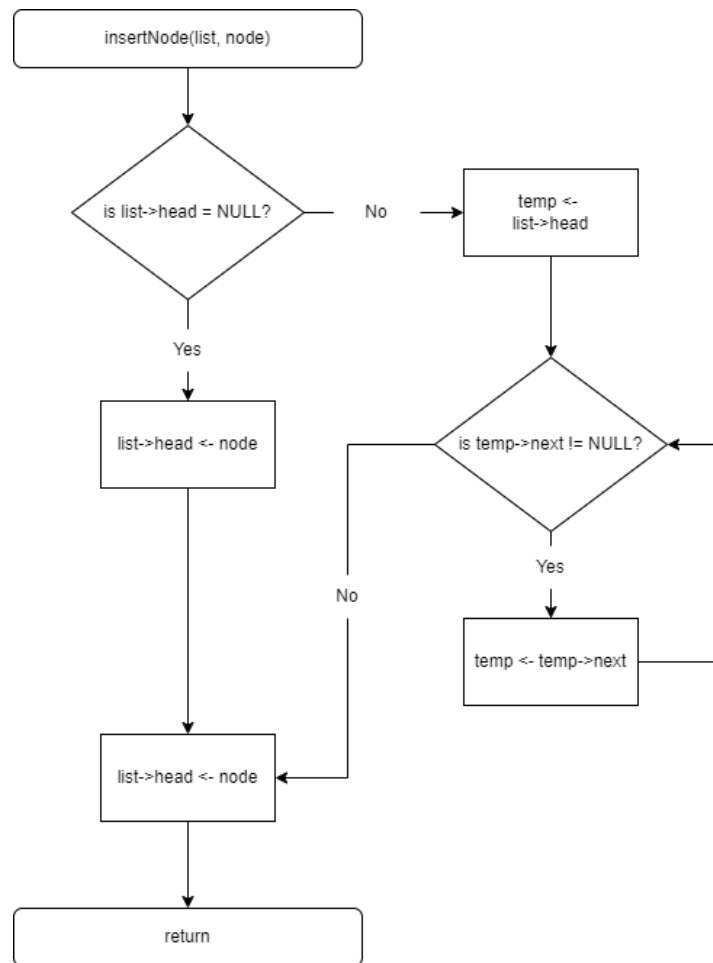 insertNode(list, node)
is list->head = NULL?
No
temp <-
list->head
Yes
list->head <- node
is temp->next != NULL?
Yes
No
temp <- temp->next
list->head <- node
return